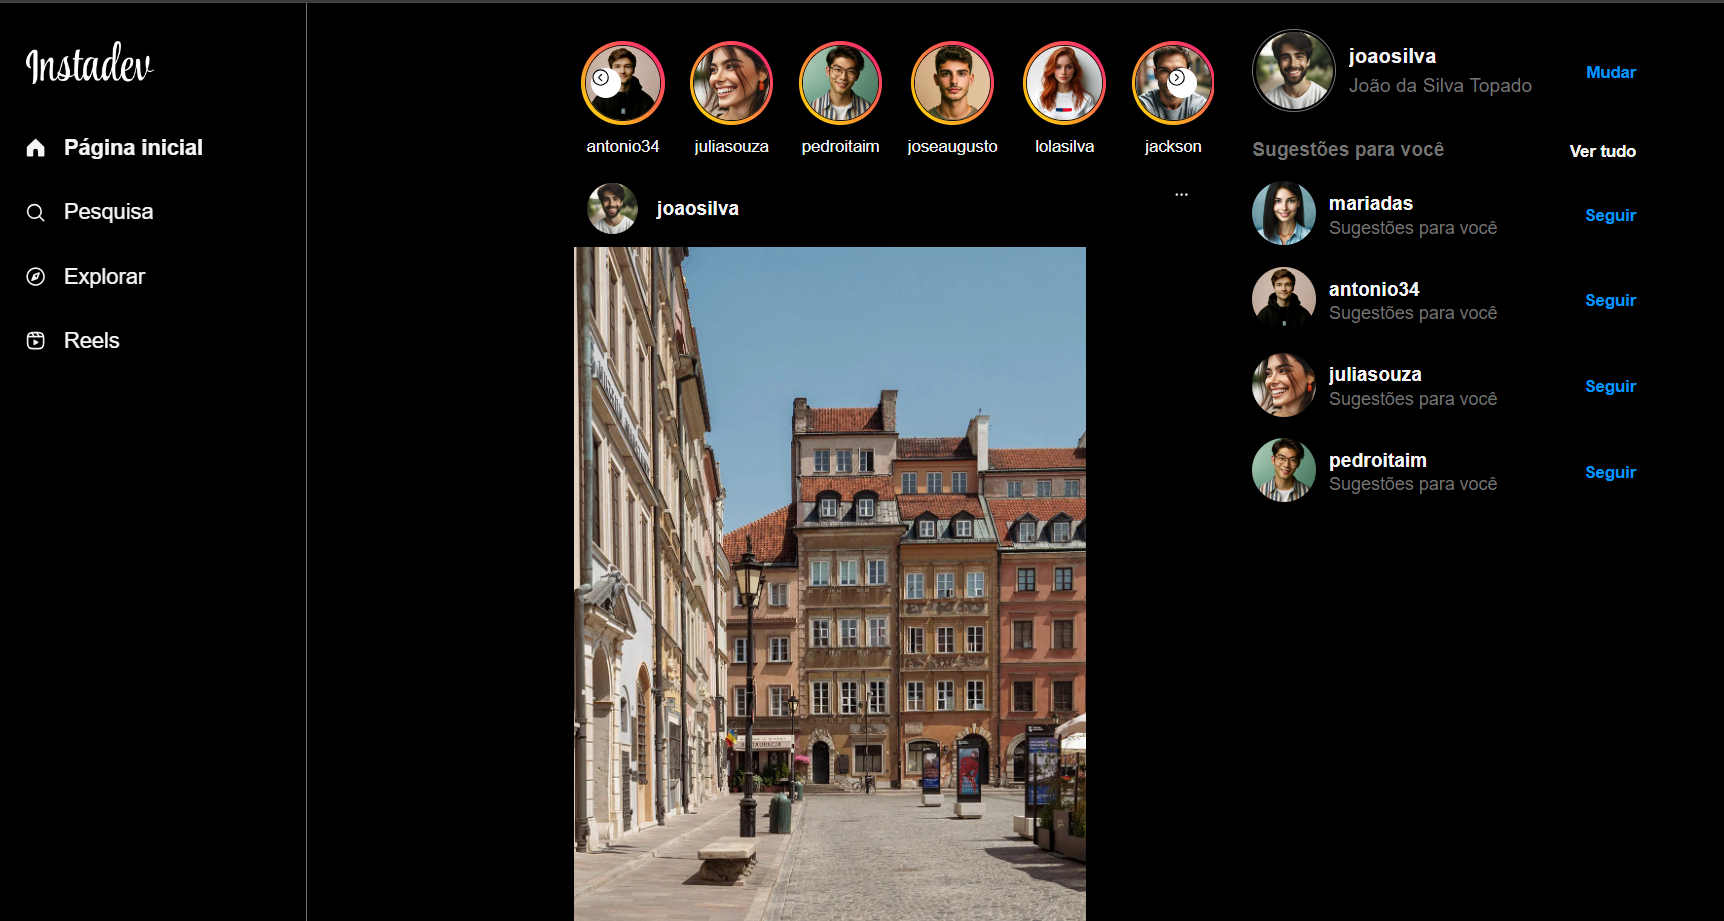 Instadev
Página inicial
Pesquisa
Explorar
Reels
antonio34
juliasouza
pedroitaim
joseaugusto
lolasilva
jackson
joaosilva
...
RESTAURACJA
joaosilva
João da Silva Topado
Mudar
Sugestões para você
Ver tudo
mariadas
Sugestões para você
Seguir
antonio34
Sugestões para você
Seguir
juliasouza
Sugestões para você
Seguir
pedroitaim
Sugestões para você
Seguir